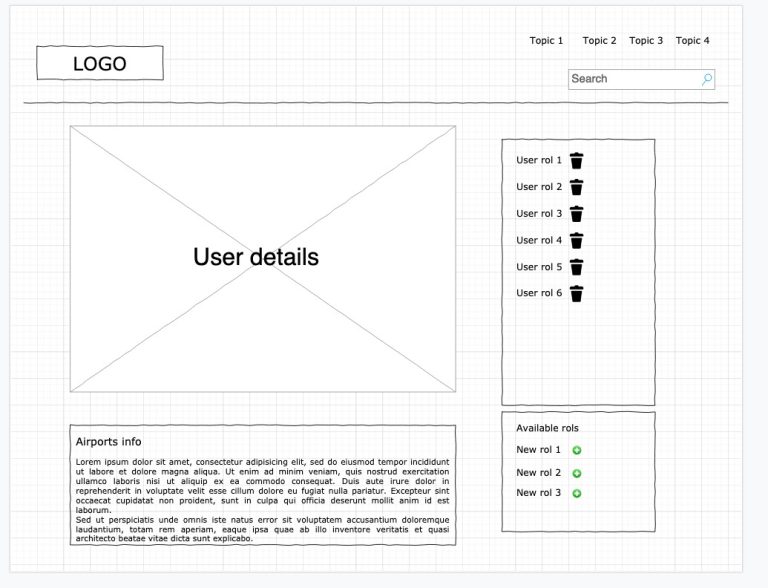 Topic 1 Topic 2 Topic 3 Topic 4
LOGO
Search
User details
User rol 1
User rol 2
User rol 3
User rol 4
User rol 5
User rol 6
Airports info
Lorem ipsum dolor sit amet, consectetur adipisicing elit, sed do eiusmod tempor incididunt
ut labore et dolore magna aliqua. Ut enim ad minim veniam, quis nostrud exercitation
ullamco laboris nisi ut aliquip ex ea commodo consequat. Duis aute irure dolor in
reprehenderit in voluptate velit esse cillum dolore eu fugiat nulla pariatur. Excepteur sint
occaecat cupidatat non proident, sunt in culpa qui officia deserunt mollit anim id est
laborum.
Sed ut perspiciatis unde omnis iste natus error sit voluptatem accusantium doloremque
laudantium, totam rem aperiam, eaque ipsa quae ab illo inventore veritatis et quasi
architecto beatae vitae dicta sunt explicabo.
Available rols
New rol 1
New rol 2
New rol 3